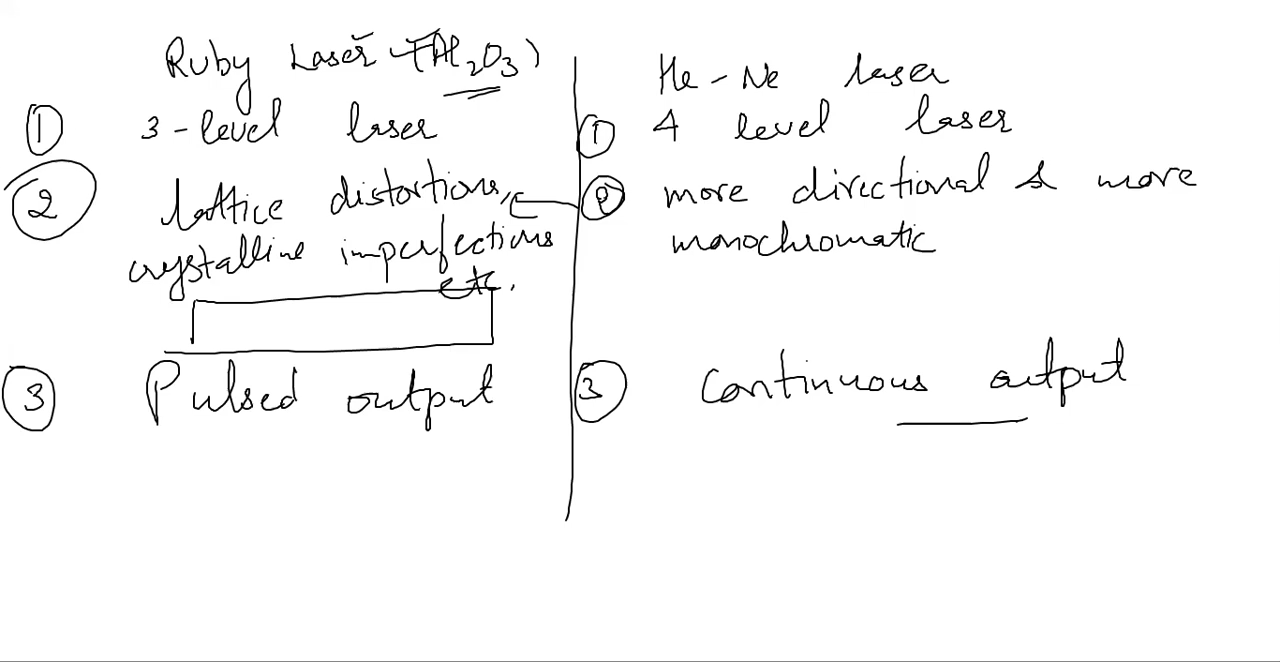 Ruby Laser (Al2O3)
① 3-level laser
② Lattice distortions,
crystalline imperfections
etc.
③ Pulsed output
He-Ne laser
① 4 level laser
② more directional & more
monochromatic
③ Continuous output